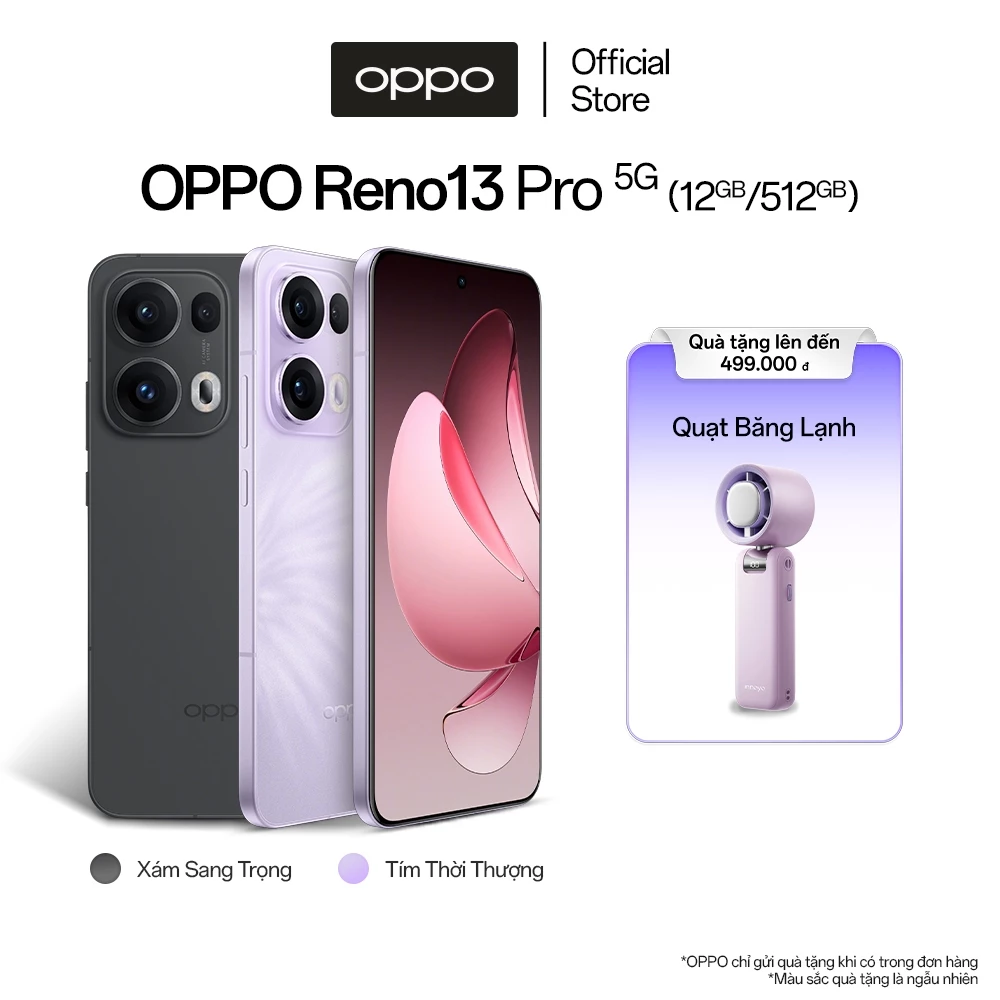 oppo
Official
Store
OPPO Reno13 Pro 5G (12GB/512GB)
Quà tặng lên đến
499.000 đ
Quạt Băng Lạnh
oppo
Xám Sang Trọng
Tím Thời Thượng
*OPPO chỉ gửi quà tặng khi có trong đơn hàng
*Màu sắc quà tặng là ngẫu nhiên